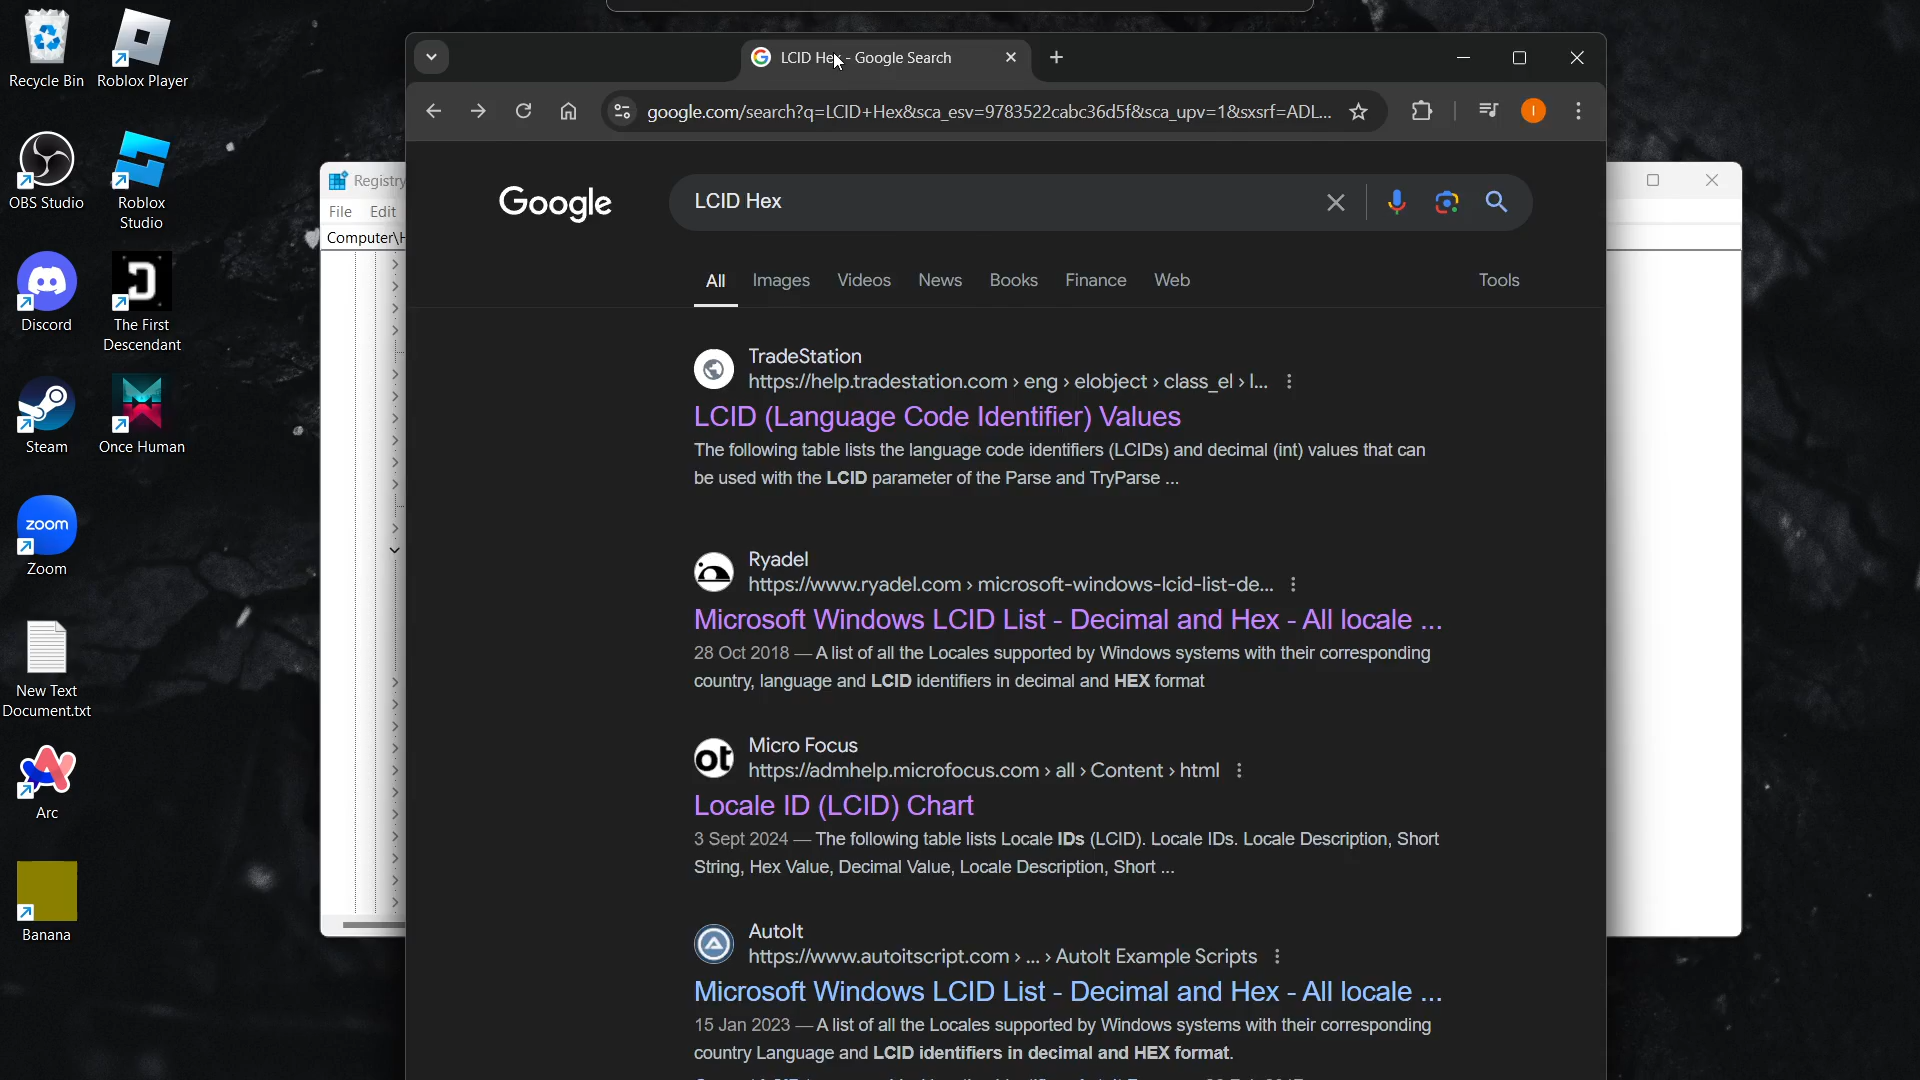 Recycle Bin
Roblox Player
OBS Studio
Roblox
Studio
Discord
The First
Descendant
Steam
Once Human
zoom
Zoom
New Text
Document.txt
Arc
Banana
Registry
File Edit
Computer\H
LCID Hex - Google Search
google.com/search?q=LCID+Hex&sca_esv=9783522cabc36d5f&sca_upv=1&sxsrf=ADL...
I
Google
LCID Hex
All Images Videos News Books Finance Web Tools
TradeStation
https://help.tradestation.com › eng › elobject › class_el › l...
LCID (Language Code Identifier) Values
The following table lists the language code identifiers (LCIDs) and decimal (int) values that can
be used with the LCID parameter of the Parse and TryParse ...
Ryadel
https://www.ryadel.com › microsoft-windows-lcid-list-de...
Microsoft Windows LCID List - Decimal and Hex - All locale ...
28 Oct 2018 — A list of all the Locales supported by Windows systems with their corresponding
country, language and LCID identifiers in decimal and HEX format
ot
Micro Focus
https://admhelp.microfocus.com › all › Content › html
Locale ID (LCID) Chart
3 Sept 2024 — The following table lists Locale IDs (LCID). Locale IDs. Locale Description, Short
String, Hex Value, Decimal Value, Locale Description, Short ...
AutoIt
https://www.autoitscript.com › ... › AutoIt Example Scripts
Microsoft Windows LCID List - Decimal and Hex - All locale ...
15 Jan 2023 — A list of all the Locales supported by Windows systems with their corresponding
country Language and LCID identifiers in decimal and HEX format.